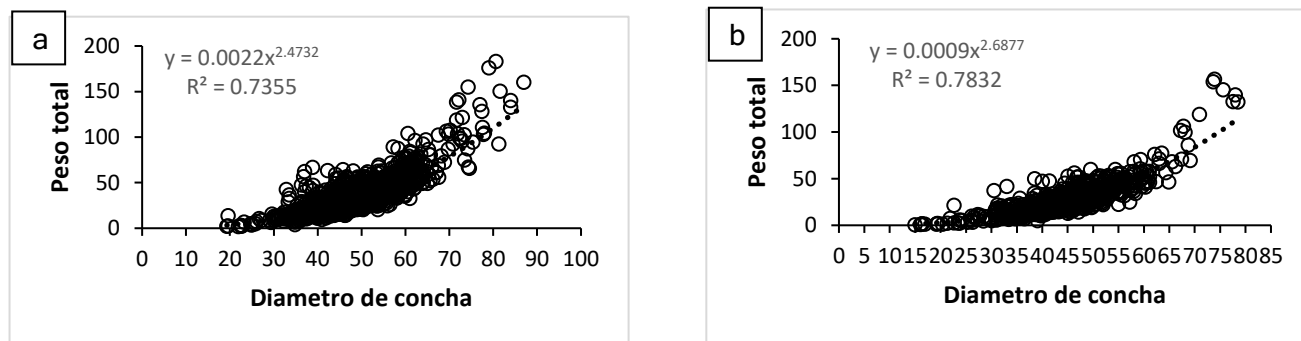 a
y = 0.0022x^2.4732
R² = 0.7355
200
150
100
50
0
0 10 20 30 40 50 60 70 80 90 100
Peso total
Diametro de concha
b
y = 0.0009x^2.6877
R² = 0.7832
200
150
100
50
0
0 5 10 15 20 25 30 35 40 45 50 55 60 65 70 75 80 85
Peso total
Diametro de concha